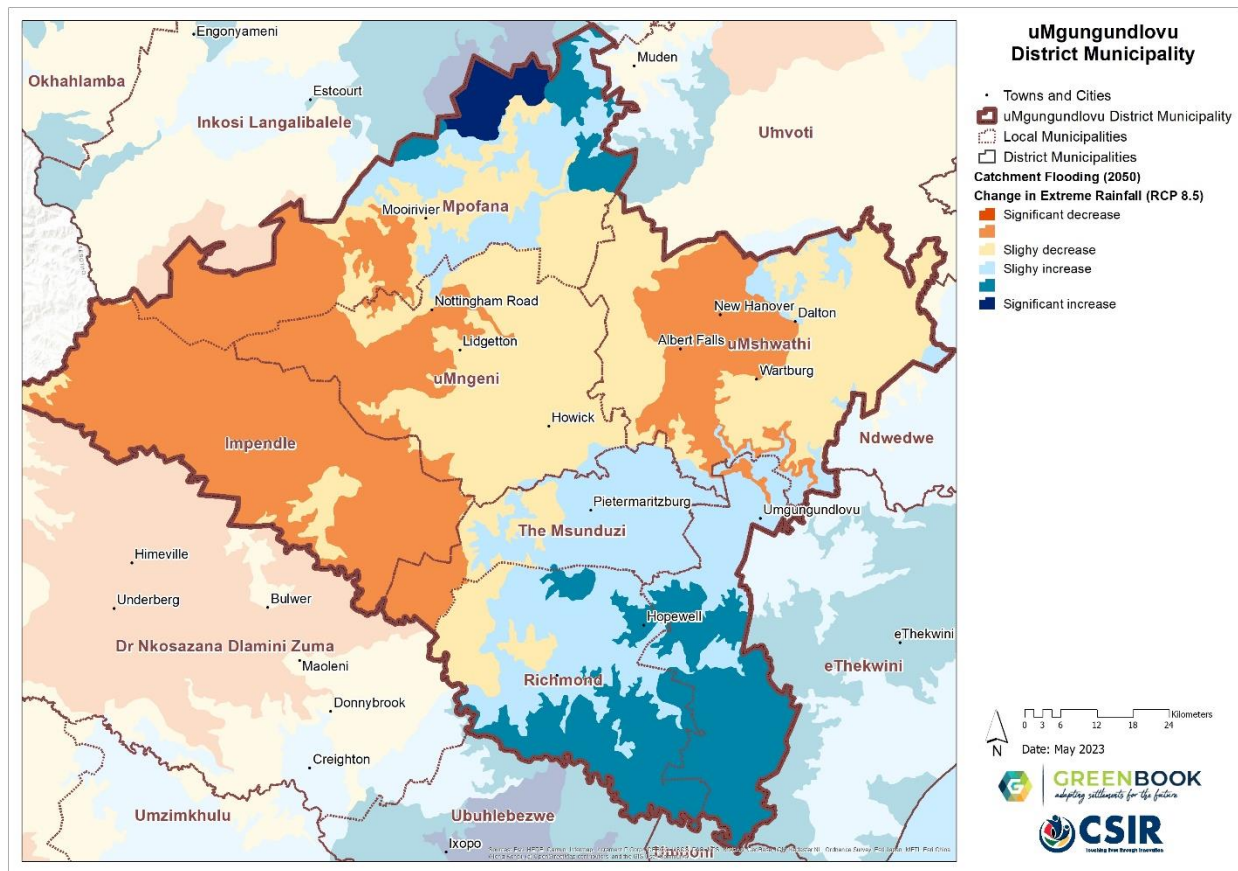 Engonyameni
Okhahlamba
Estcourt
Inkosi Langalibalele
Muden
Umvoti
Mooirivier
Mpofana
Nottingham Road
New Hanover
Dalton
Lidgetton
Albert Falls
uMshwathi
uMngeni
Wartburg
Howick
Impendle
Ndwedwe
Pietermaritzburg
Umgungundlovu
The Msunduzi
Himeville
Underberg
Bulwer
Hopewell
eThekwini
Dr Nkosazana Dlamini Zuma
Maoleni
eThekwini
Richmond
Donnybrook
Creighton
Umzimkhulu
Ubuhlebezwe
Ixopo
uMgungundlovu
District Municipality
Towns and Cities
uMgungundlovu District Municipality
Local Municipalities
District Municipalities
Catchment Flooding (2050)
Change in Extreme Rainfall (RCP 8.5)
Significant decrease
Slighy decrease
Slighy increase
Significant increase
Kilometers
0 3 6 12 18 24
N
Date: May 2023
G
GREENBOOK
adapting settlements for the future
CSIR
Touching lives through innovation